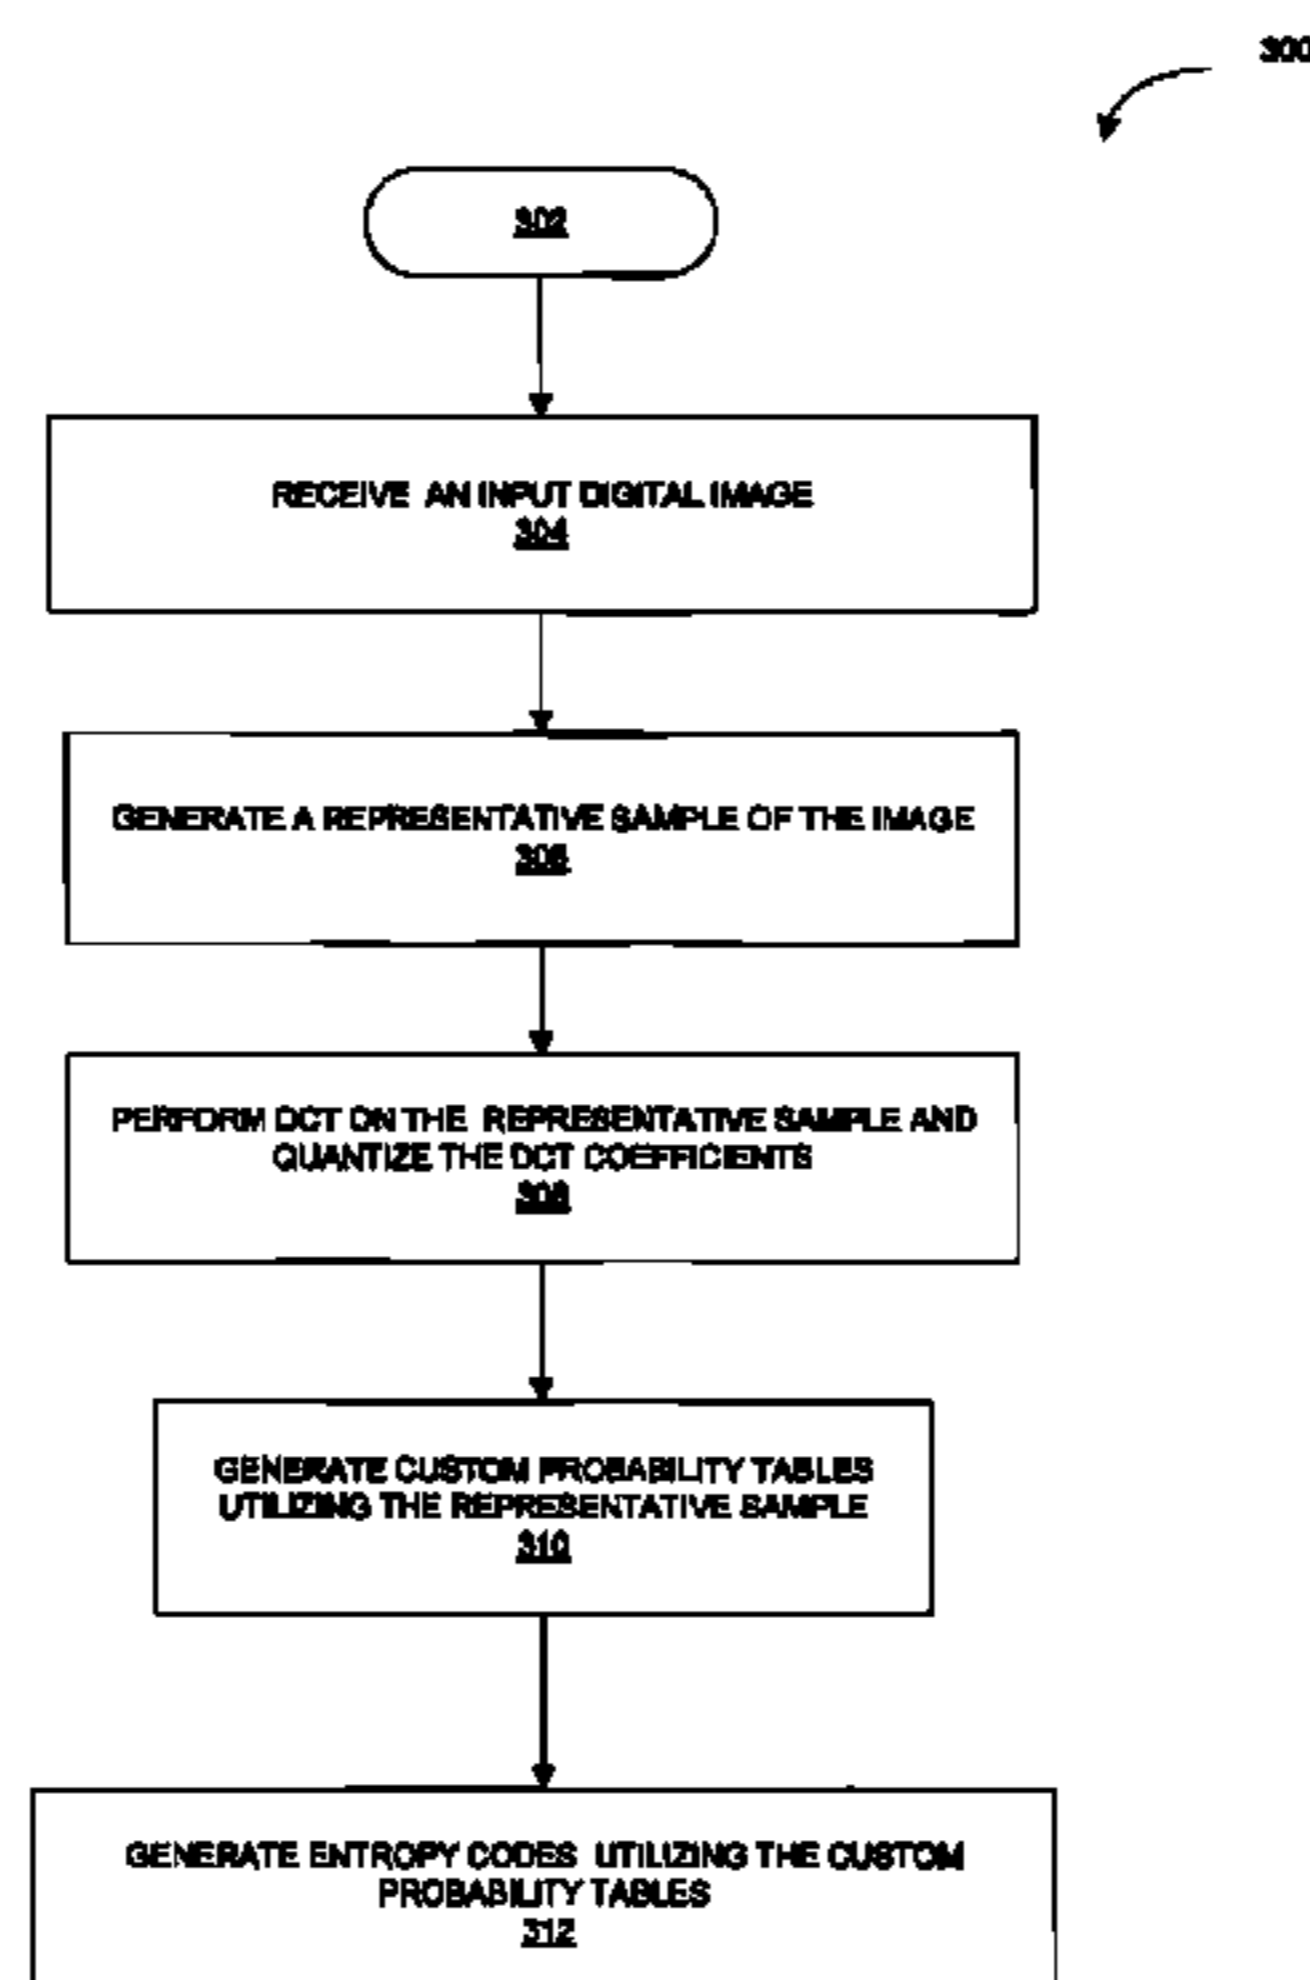 300
302
RECEIVE AN INPUT DIGITAL IMAGE
304
GENERATE A REPRESENTATIVE SAMPLE OF THE IMAGE
306
PERFORM DCT ON THE REPRESENTATIVE SAMPLE AND
QUANTIZE THE DCT COEFFICIENTS
308
GENERATE CUSTOM PROBABILITY TABLES
UTILIZING THE REPRESENTATIVE SAMPLE
310
GENERATE ENTROPY CODES UTILIZING THE CUSTOM
PROBABILITY TABLES
312